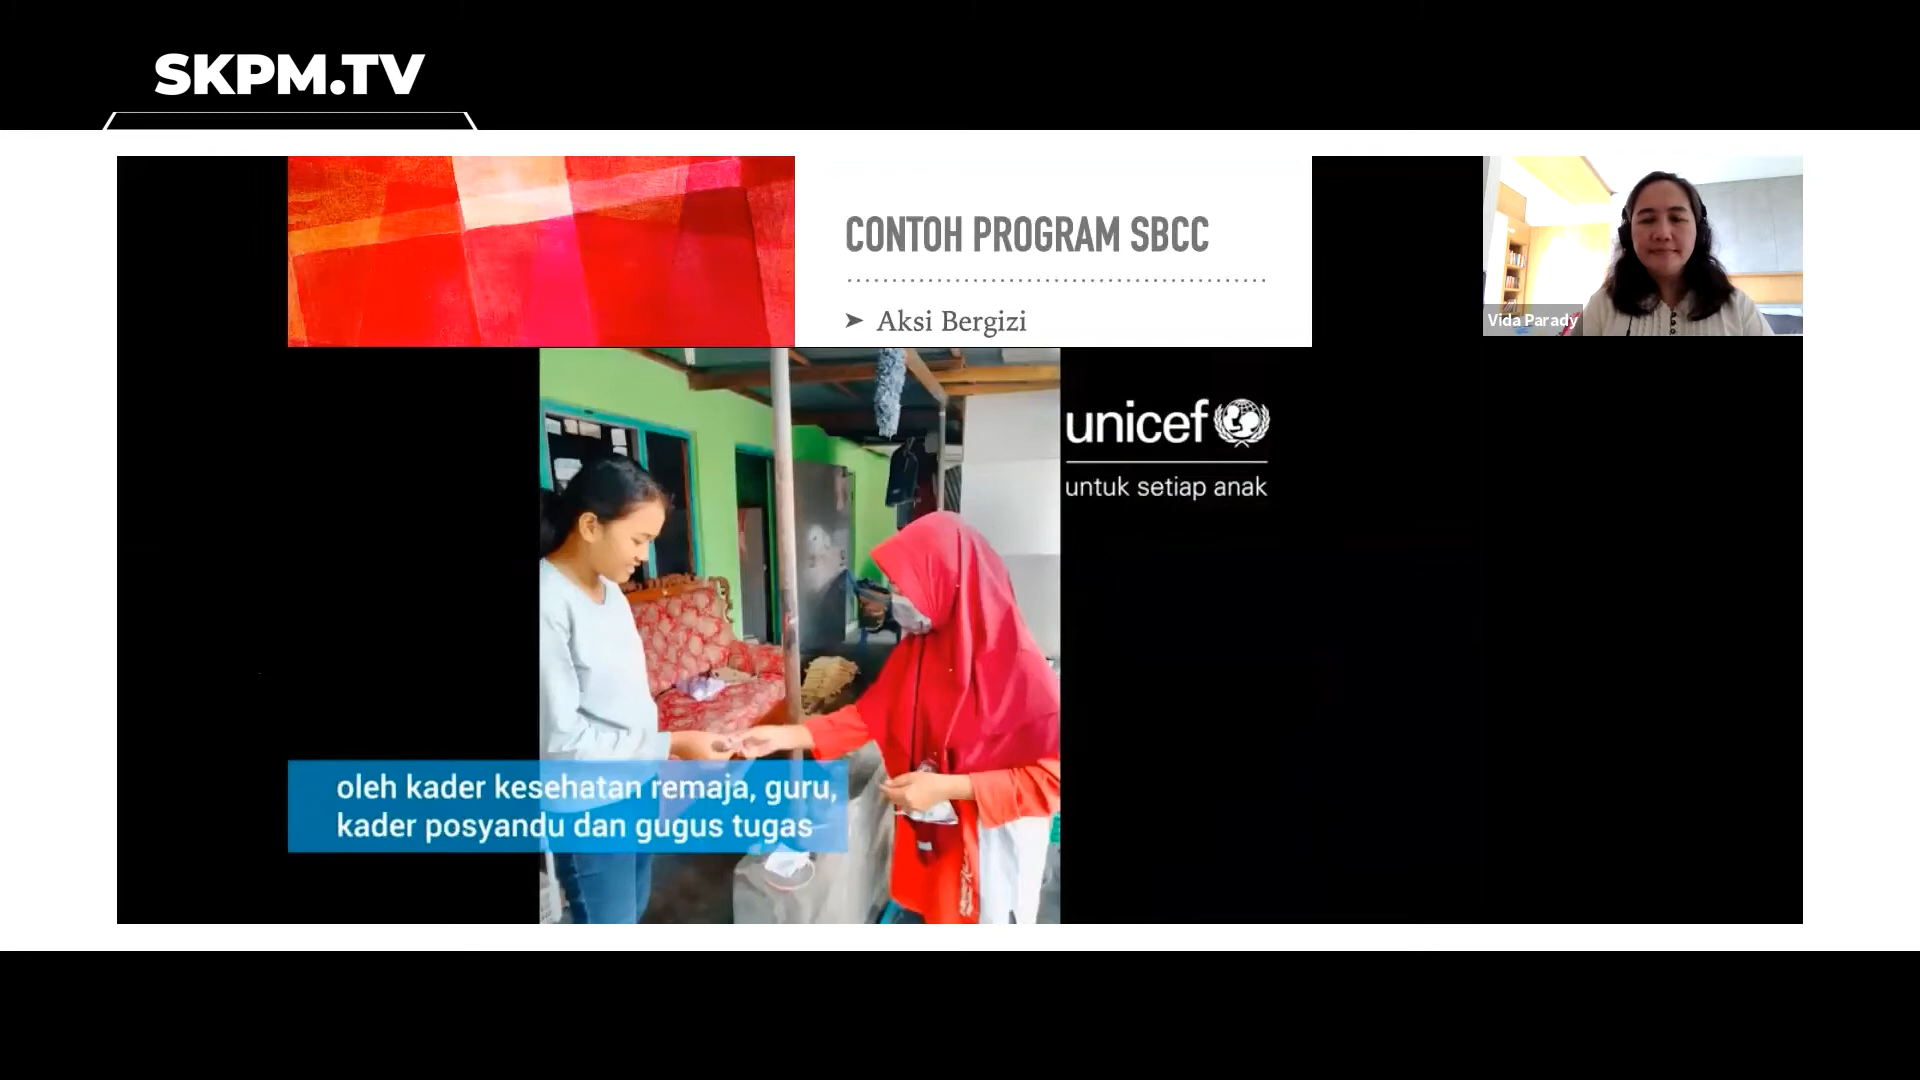 SKPM.TV
CONTOH PROGRAM SBCC
➤ Aksi Bergizi
Vida Parady
unicef
untuk setiap anak
oleh kader kesehatan remaja, guru,
kader posyandu dan gugus tugas